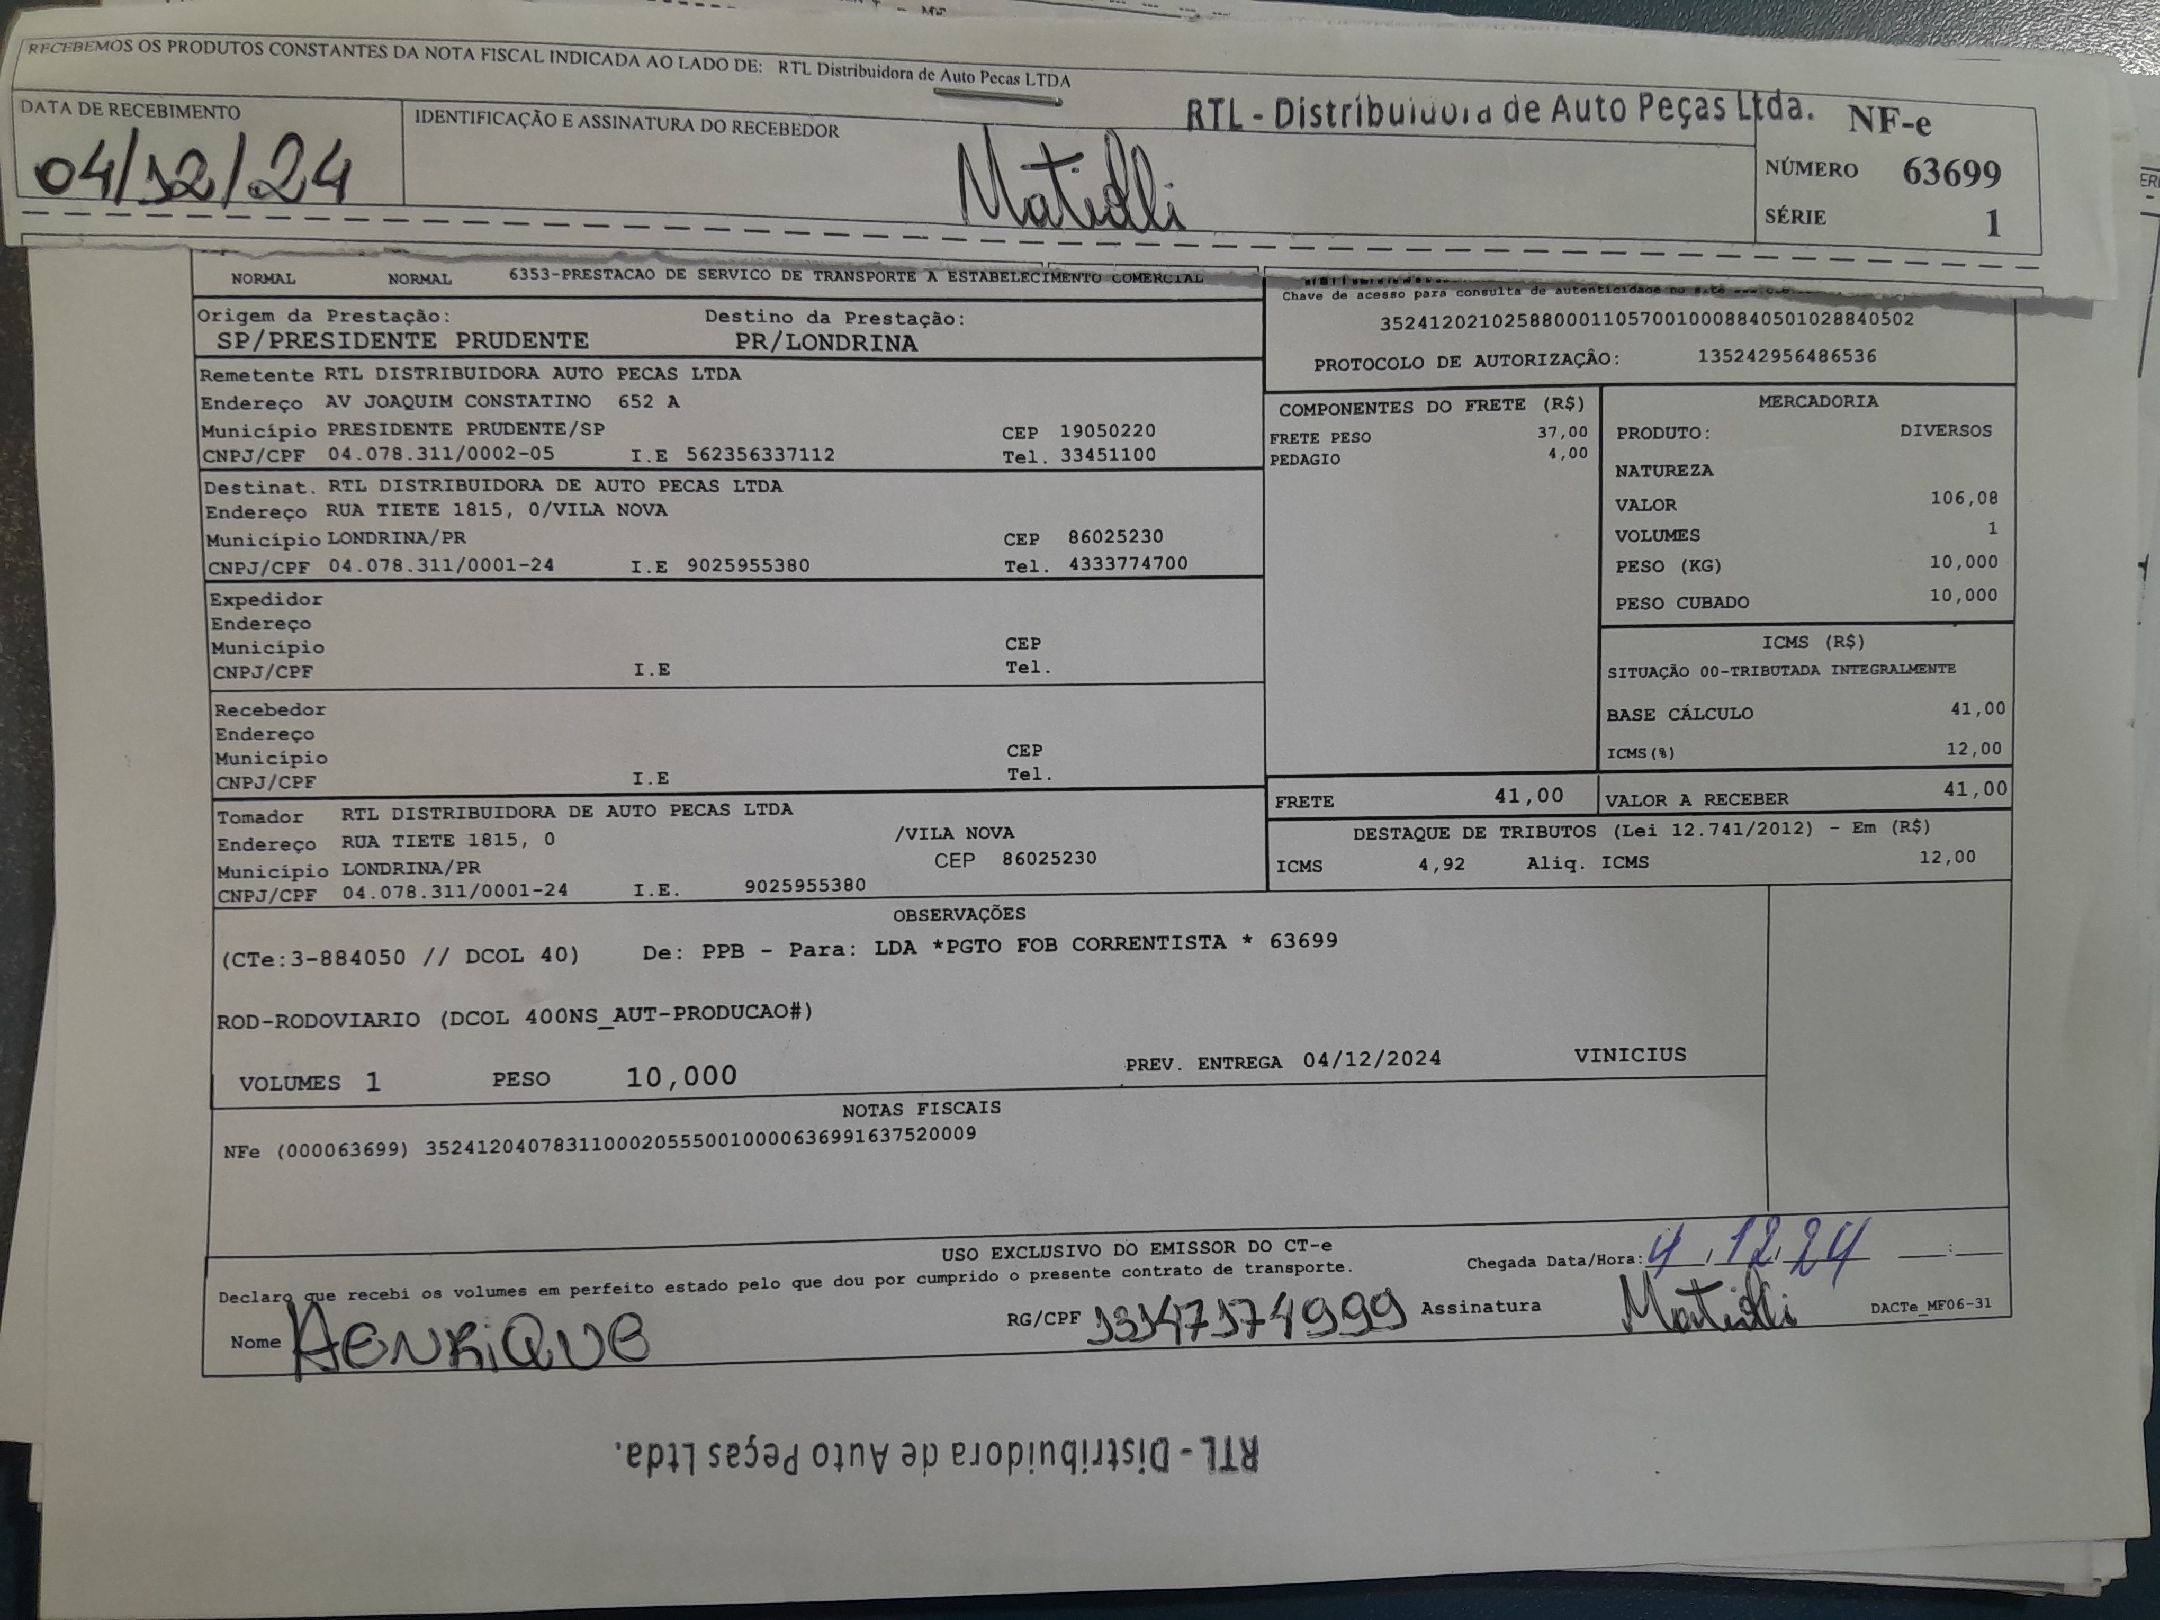 RECEBEMOS OS PRODUTOS CONSTANTES DA NOTA FISCAL INDICADA AO LADO DE: RTL Distribuidora de Auto Pecas LTDA
DATA DE RECEBIMENTO
04/12/24
IDENTIFICAÇÃO E ASSINATURA DO RECEBEDOR
RTL - Distribuidora de Auto Peças Ltda.
NF-e
NÚMERO 63699
SÉRIE 1
NORMAL NORMAL 6353-PRESTACAO DE SERVICO DE TRANSPORTE A ESTABELECIMENTO COMERCIAL
Chave de acesso para consulta de autenticidade no site
35241202102588000110570010008840501028840502
PROTOCOLO DE AUTORIZAÇÃO: 135242956486536
Origem da Prestação: Destino da Prestação:
SP/PRESIDENTE PRUDENTE PR/LONDRINA
Remetente RTL DISTRIBUIDORA AUTO PECAS LTDA
Endereço AV JOAQUIM CONSTATINO 652 A
Município PRESIDENTE PRUDENTE/SP CEP 19050220
CNPJ/CPF 04.078.311/0002-05 I.E 562356337112 Tel. 33451100
Destinat. RTL DISTRIBUIDORA DE AUTO PECAS LTDA
Endereço RUA TIETE 1815, 0/VILA NOVA
Município LONDRINA/PR CEP 86025230
CNPJ/CPF 04.078.311/0001-24 I.E 9025955380 Tel. 4333774700
Expedidor
Endereço
Município CEP
CNPJ/CPF I.E Tel.
Recebedor
Endereço
Município CEP
CNPJ/CPF I.E Tel.
Tomador RTL DISTRIBUIDORA DE AUTO PECAS LTDA
Endereço RUA TIETE 1815, 0 /VILA NOVA
Município LONDRINA/PR CEP 86025230
CNPJ/CPF 04.078.311/0001-24 I.E. 9025955380
COMPONENTES DO FRETE (R$)
FRETE PESO 37,00
PEDAGIO 4,00
MERCADORIA
PRODUTO: DIVERSOS
NATUREZA
VALOR 106,08
VOLUMES 1
PESO (KG) 10,000
PESO CUBADO 10,000
ICMS (R$)
SITUAÇÃO 00-TRIBUTADA INTEGRALMENTE
BASE CÁLCULO 41,00
ICMS(%) 12,00
FRETE 41,00 VALOR A RECEBER 41,00
DESTAQUE DE TRIBUTOS (Lei 12.741/2012) - Em (R$)
ICMS 4,92 Aliq. ICMS 12,00
OBSERVAÇÕES
(CTe:3-884050 // DCOL 40) De: PPB - Para: LDA *PGTO FOB CORRENTISTA * 63699
ROD-RODOVIARIO (DCOL 400NS_AUT-PRODUCAO#)
VOLUMES 1 PESO 10,000 PREV. ENTREGA 04/12/2024 VINICIUS
NOTAS FISCAIS
NFe (000063699) 35241204078311000205550010000636991637520009
USO EXCLUSIVO DO EMISSOR DO CT-e
Declaro que recebi os volumes em perfeito estado pelo que dou por cumprido o presente contrato de transporte.
Chegada Data/Hora: 4, 12, 24 __:__
Nome HENRIQUE RG/CPF 13147174999 Assinatura
DACTe_MF06-31
RTL - Distribuidora de Auto Peças Ltda.